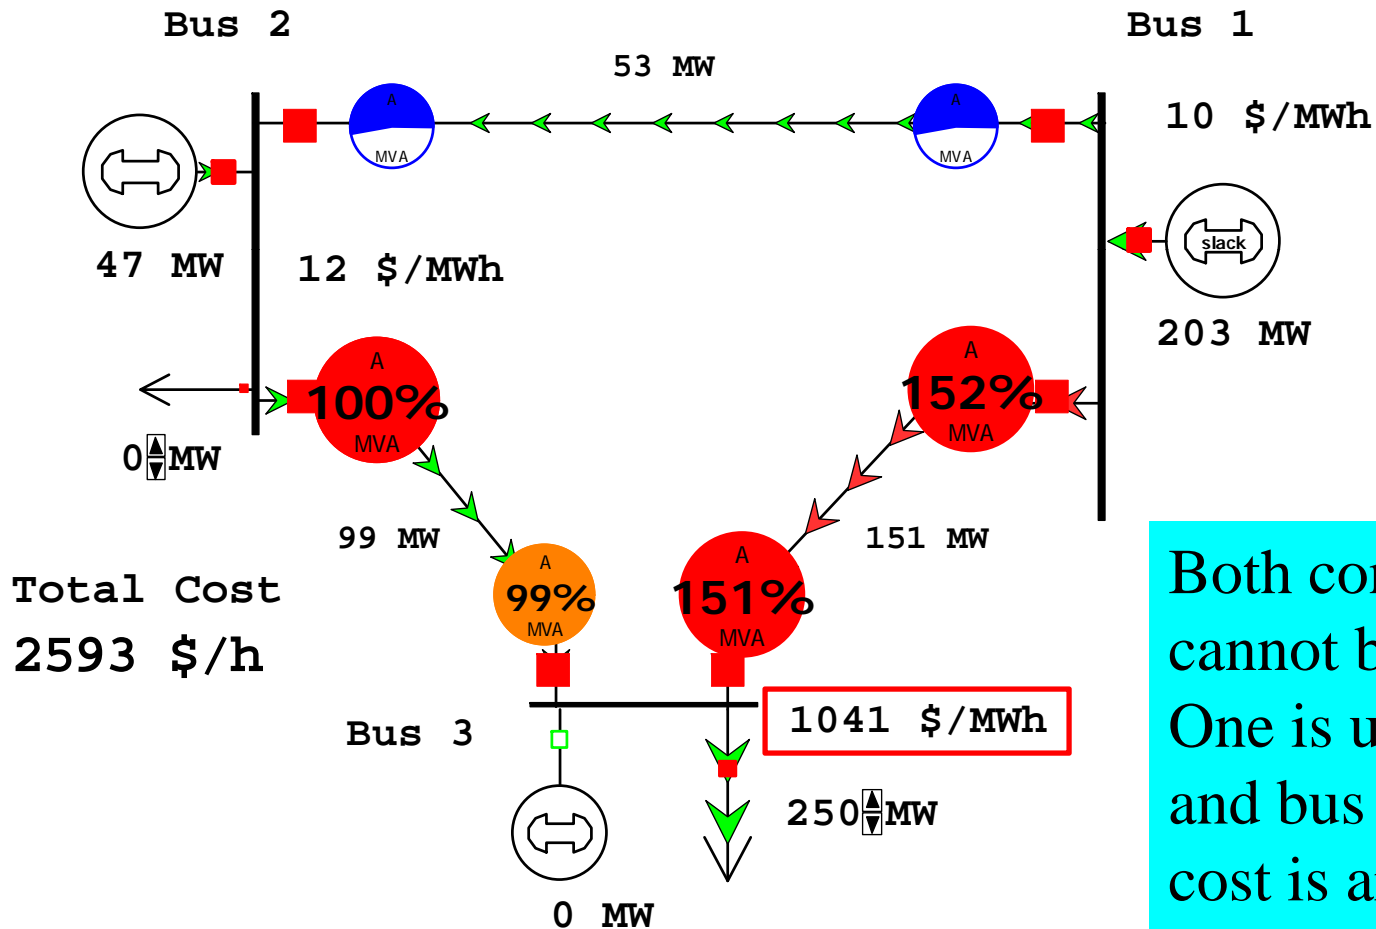 Bus 2
Bus 1
53 MW
A
MVA
A
MVA
10 $/MWh
slack
47 MW
12 $/MWh
203 MW
A
100%
MVA
A
152%
MVA
0 MW
99 MW
151 MW
A
99%
MVA
A
151%
MVA
Total Cost
2593 $/h
Bus 3
1041 $/MWh
250 MW
0 MW
Both
cannot
One is
and bus
cost is